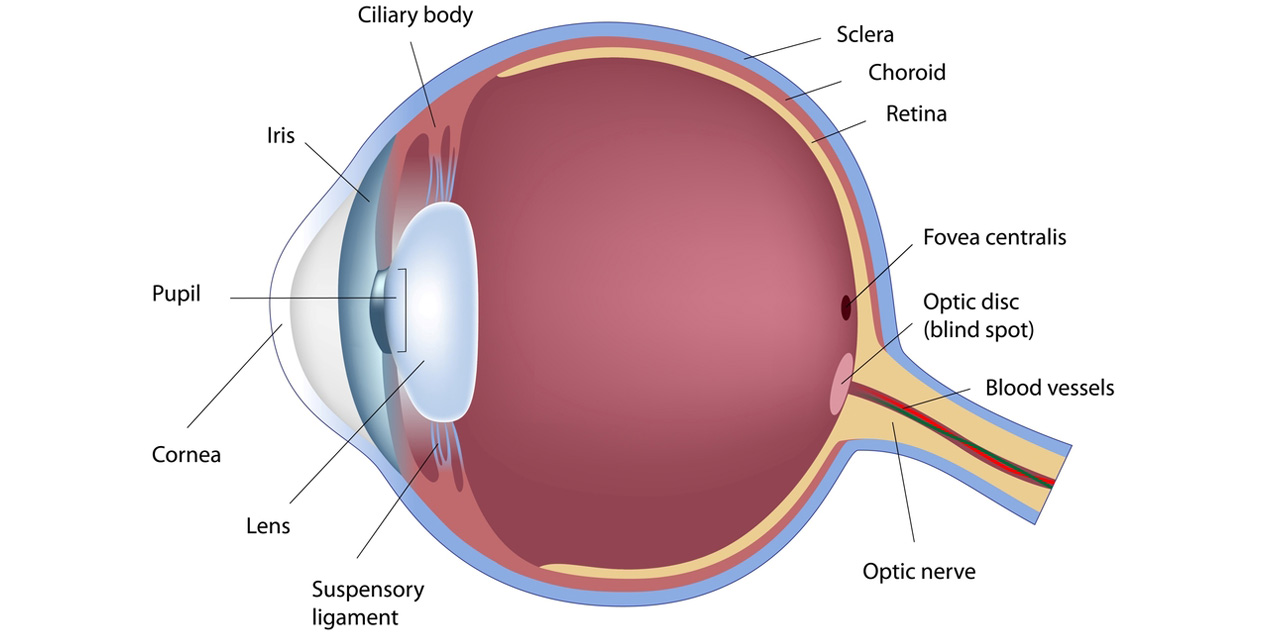 Ciliary body
Sclera
Choroid
Retina
Iris
Fovea centralis
Pupil
Optic disc
(blind spot)
Blood vessels
Cornea
Lens
Optic nerve
Suspensory
ligament